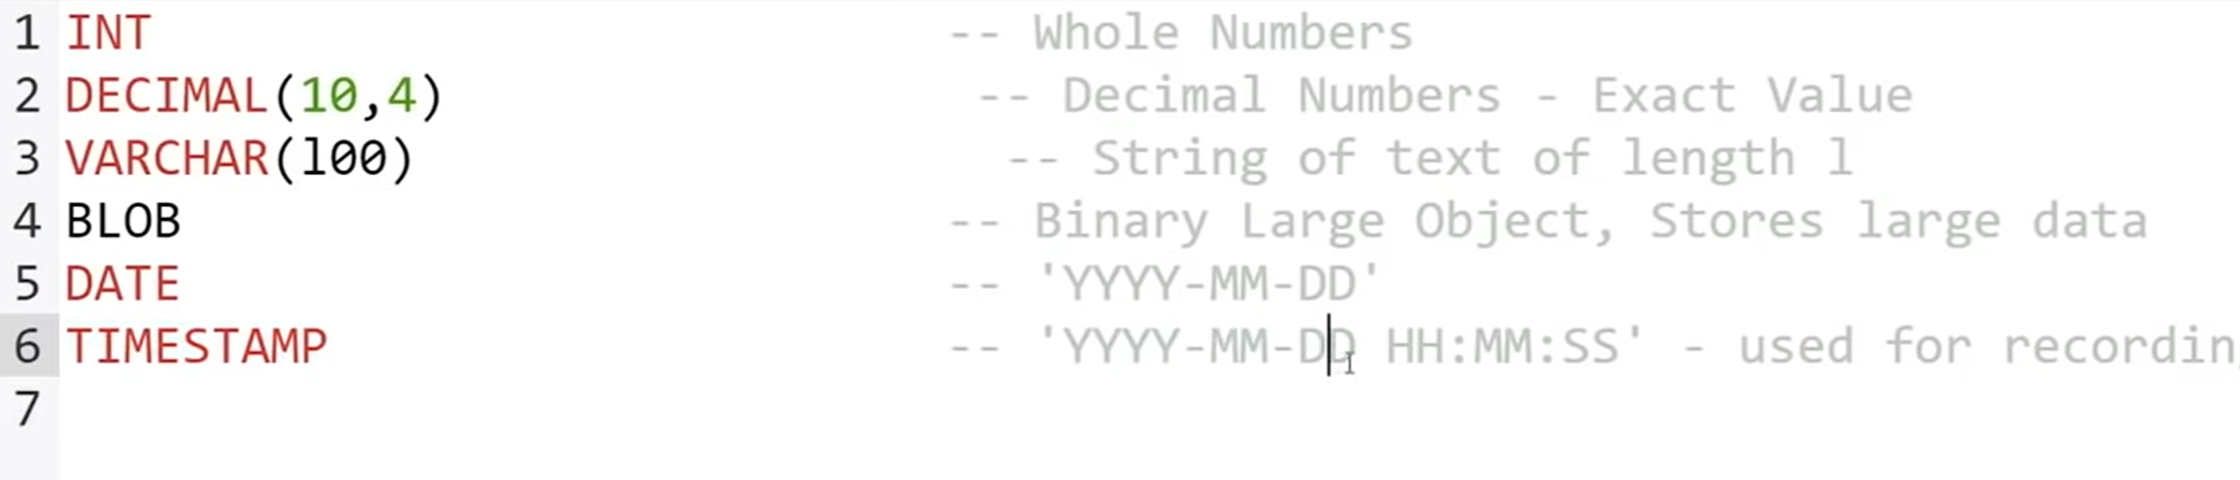 1 INT -- Whole Numbers
2 DECIMAL(10,4) -- Decimal Numbers - Exact Value
3 VARCHAR(l00) -- String of text of length l
4 BLOB -- Binary Large Object, Stores large data
5 DATE -- 'YYYY-MM-DD'
6 TIMESTAMP -- 'YYYY-MM-DD HH:MM:SS' - used for recordin
7